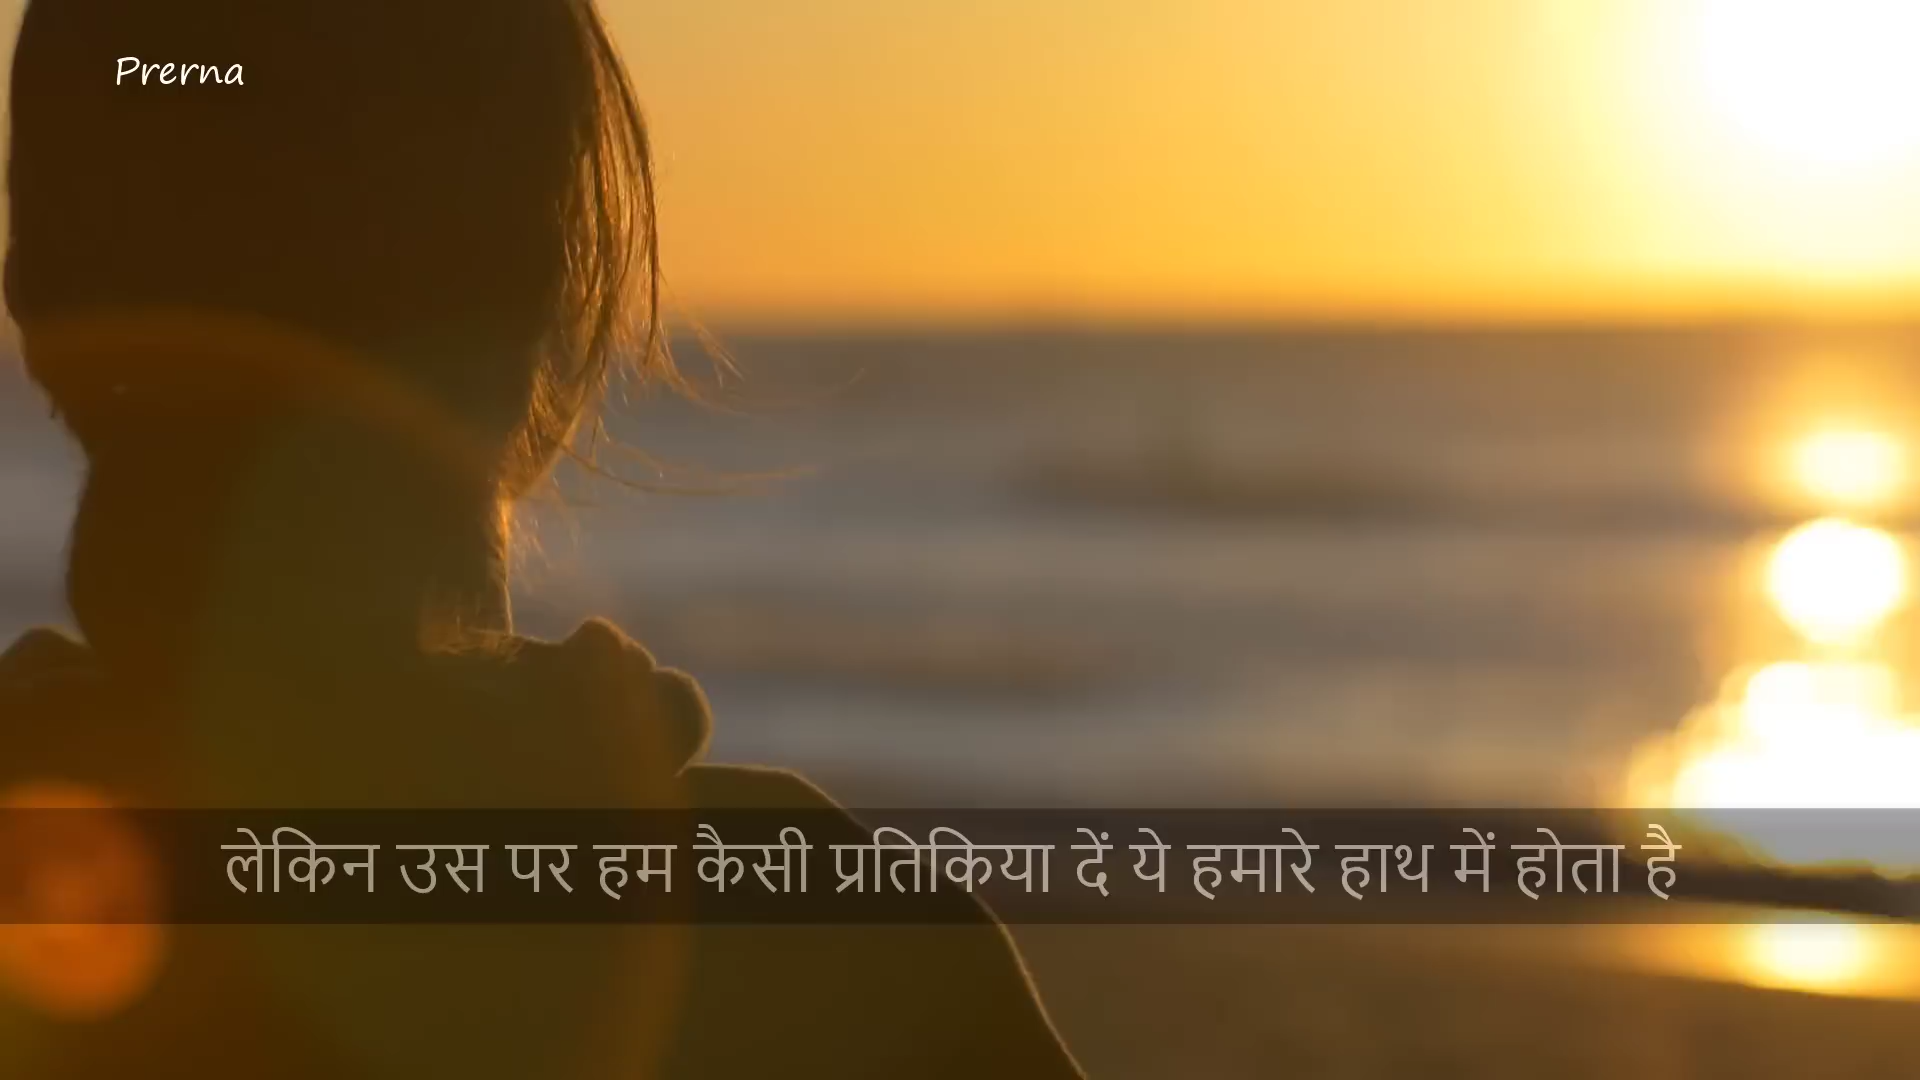 Prerna
लेकिन उस पर हम कैसी प्रतिकिया दें ये हमारे हाथ में होता है